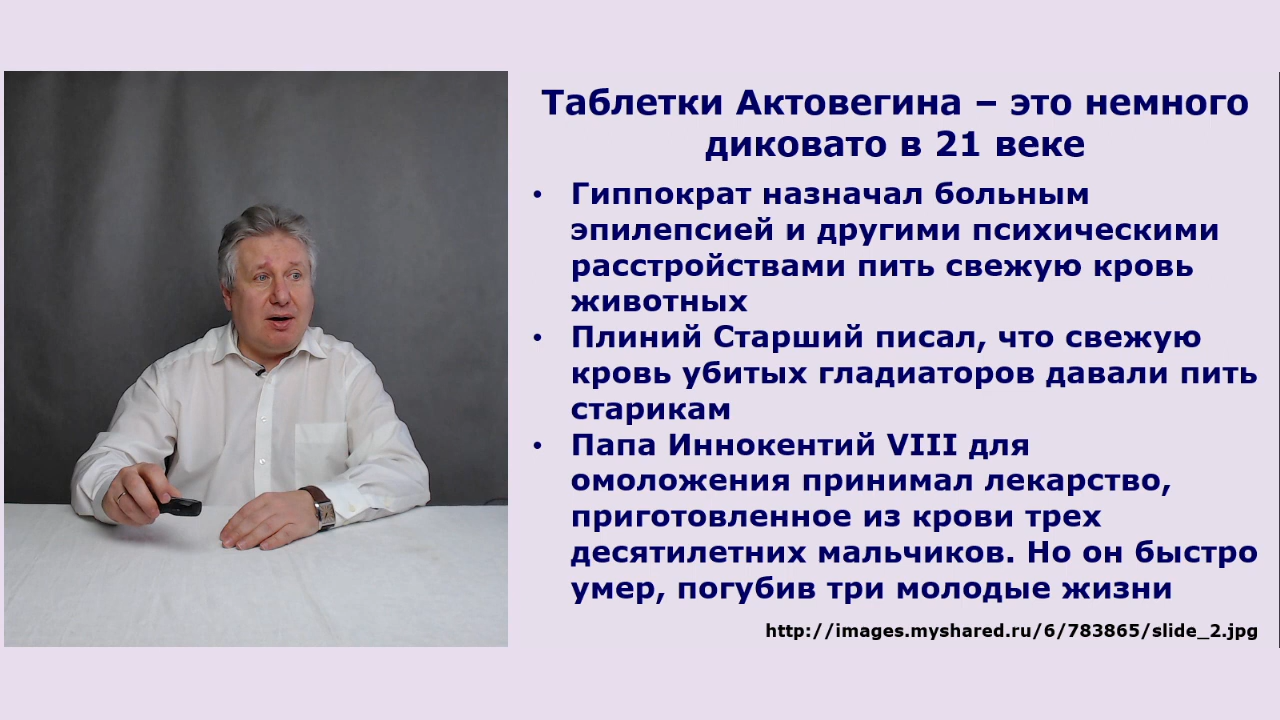 Таблетки Актовегина – это немного
диковато в 21 веке
• Гиппократ назначал больным
эпилепсией и другими психическими
расстройствами пить свежую кровь
животных
• Плиний Старший писал, что свежую
кровь убитых гладиаторов давали пить
старикам
• Папа Иннокентий VIII для
омоложения принимал лекарство,
приготовленное из крови трех
десятилетних мальчиков. Но он быстро
умер, погубив три молодые жизни
http://images.myshared.ru/6/783865/slide_2.jpg